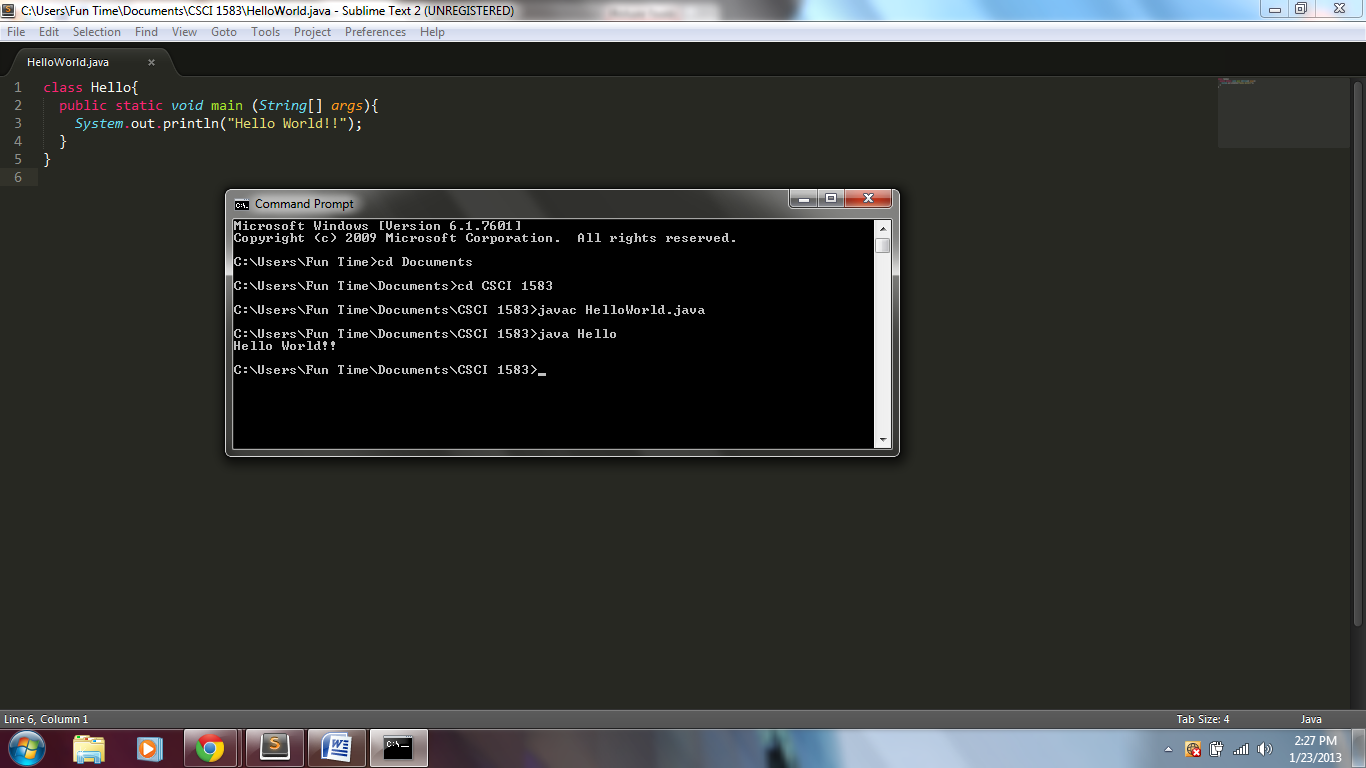 C:\Users\Fun Time\Documents\CSCI 1583\HelloWorld.java - Sublime Text 2 (UNREGISTERED)
File Edit Selection Find View Goto Tools Project Preferences Help
HelloWorld.java
1 class Hello{
2 public static void main (String[] args){
3 System.out.println("Hello World!!");
4 }
5 }
6
Command Prompt
Microsoft Windows [Version 6.1.7601]
Copyright (c) 2009 Microsoft Corporation. All rights reserved.
C:\Users\Fun Time>cd Documents
C:\Users\Fun Time\Documents>cd CSCI 1583
C:\Users\Fun Time\Documents\CSCI 1583>javac HelloWorld.java
C:\Users\Fun Time\Documents\CSCI 1583>java Hello
Hello World!!
C:\Users\Fun Time\Documents\CSCI 1583>_
Line 6, Column 1 Tab Size: 4 Java
2:27 PM
1/23/2013